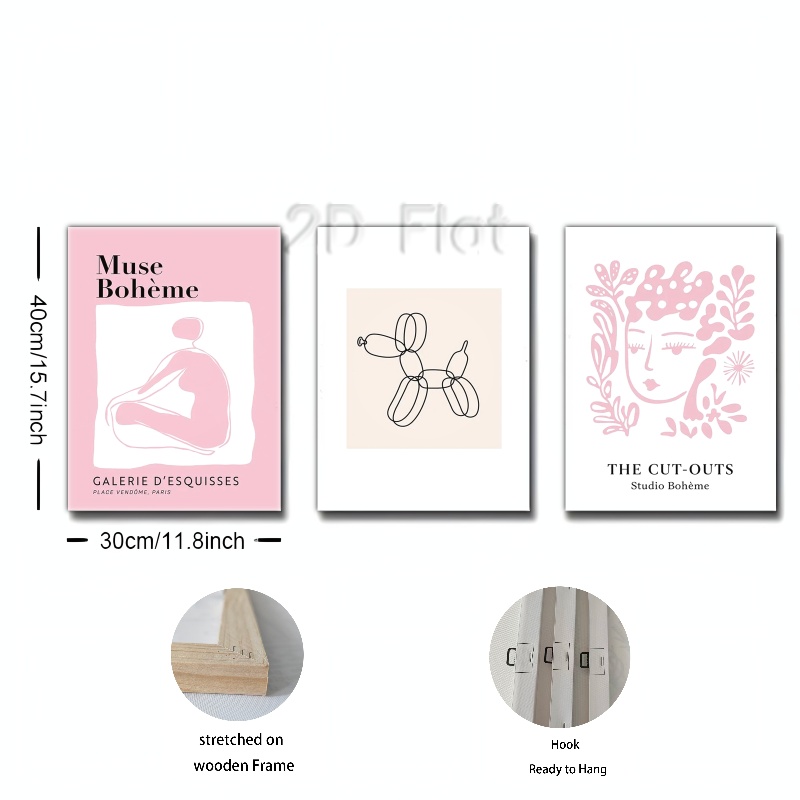 2D Flat
Muse
Bohème
GALERIE D'ESQUISSES
PLACE VENDÔME, PARIS
THE CUT-OUTS
Studio Bohème
40cm/15.7inch
30cm/11.8inch
stretched on
wooden Frame
Hook
Ready to Hang